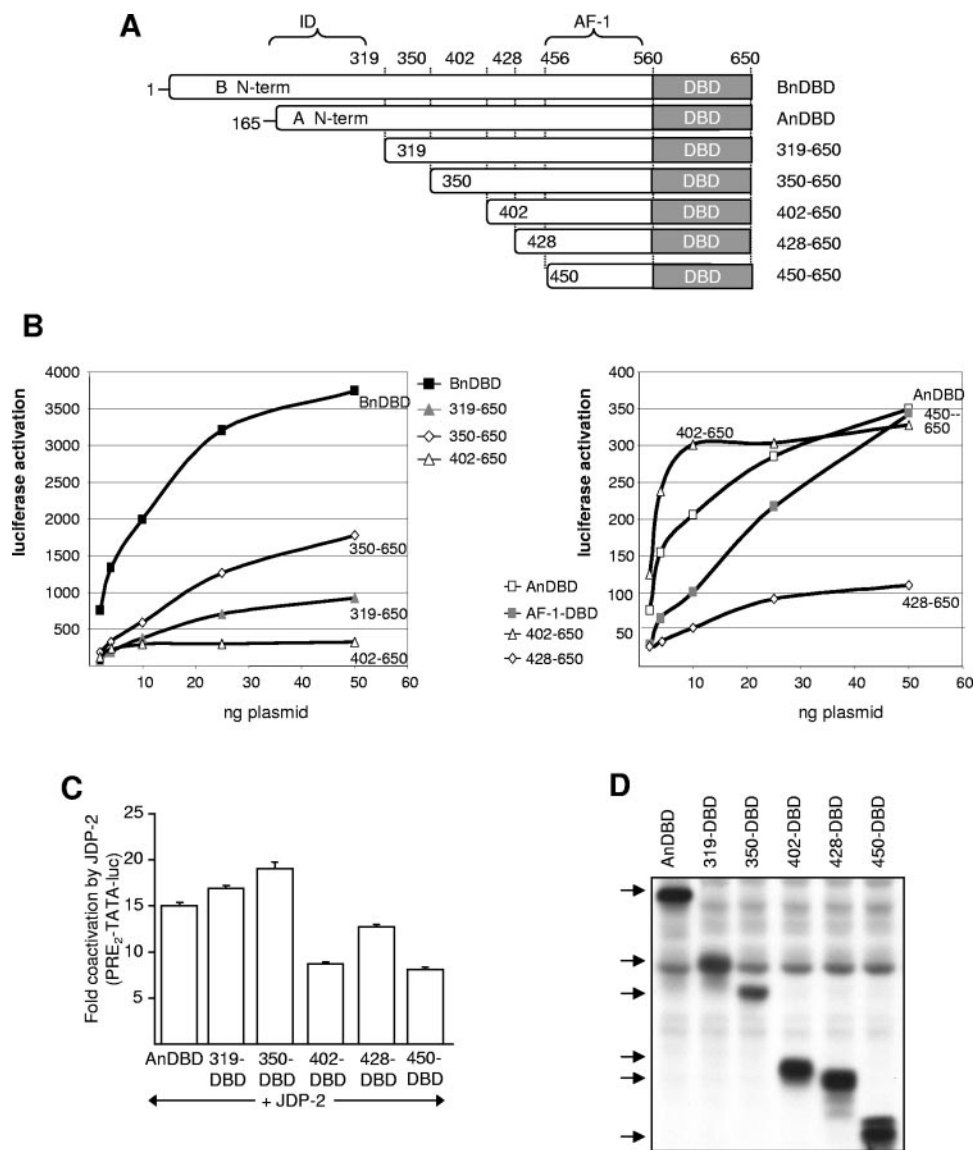 A
ID
AF-1
319 350 402 428 456 560 650
1 B N-term DBD BnDBD
165 A N-term DBD AnDBD
319 DBD 319-650
350 DBD 350-650
402 DBD 402-650
428 DBD 428-650
450 DBD 450-650
B
luciferase activation
4000
3500
3000
2500
2000
1500
1000
500
10 20 30 40 50 60
ng plasmid
BnDBD
350-650
319-650
402-650
BnDBD
319-650
350-650
402-650
luciferase activation
400
350
300
250
200
150
100
50
10 20 30 40 50 60
ng plasmid
402-650
AnDBD
450--
650
428-650
AnDBD
AF-1-DBD
402-650
428-650
C
Fold coactivation by JDP-2
(PRE2-TATA-luc)
25
20
15
10
5
AnDBD 319- 350- 402- 428- 450-
DBD DBD DBD DBD DBD
+ JDP-2
D
AnDBD
319-DBD
350-DBD
402-DBD
428-DBD
450-DBD